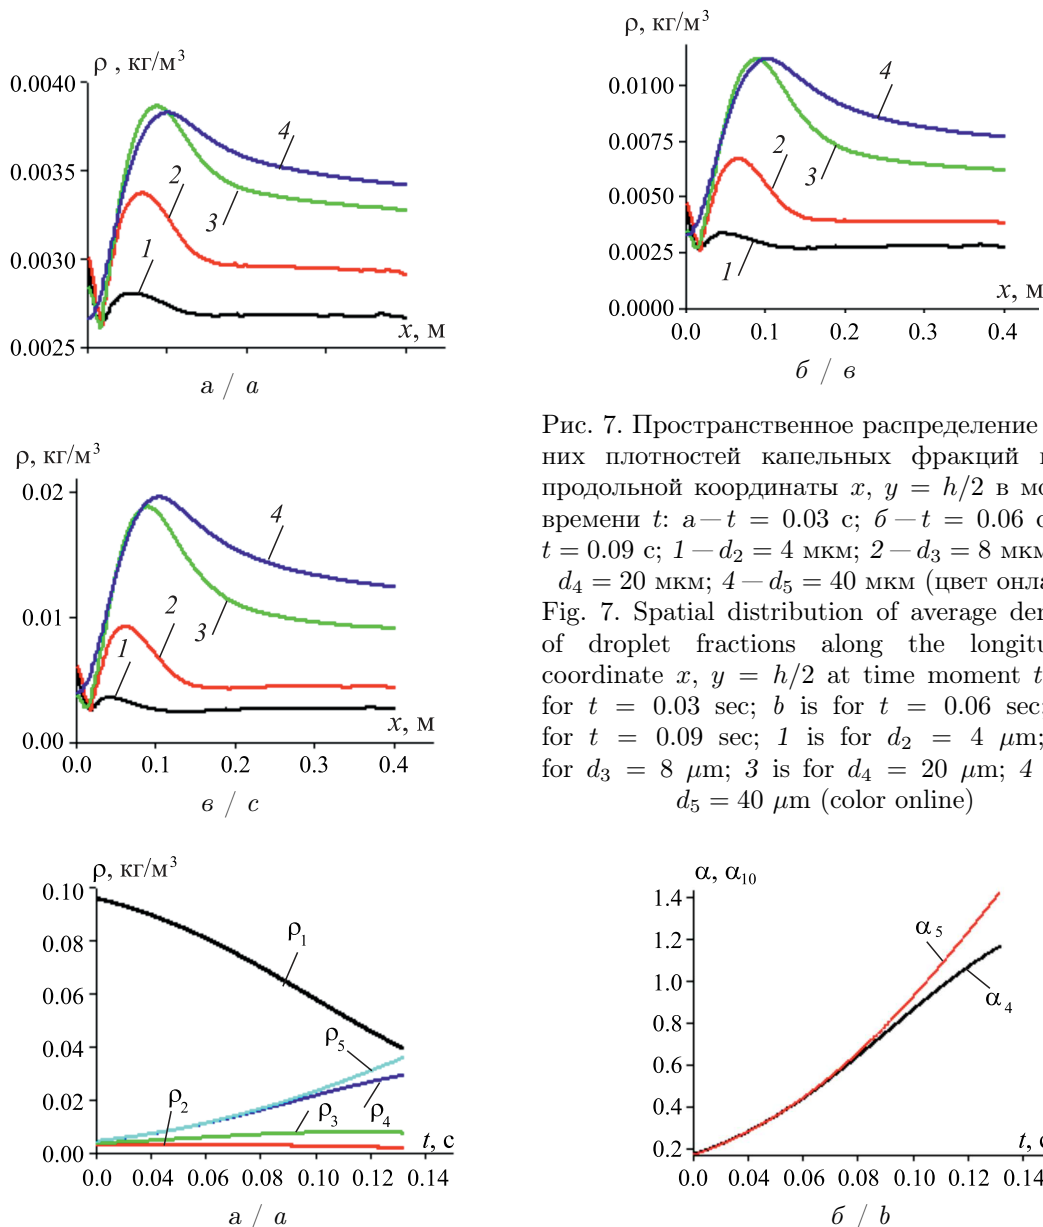 ρ , кг/м³
0.0040
0.0035
0.0030
0.0025
1
2
3
4
x, м
а / a
ρ, кг/м³
0.0100
0.0075
0.0050
0.0025
0.0000
1
2
3
4
x, м
0.0 0.1 0.2 0.3 0.4
б / в
ρ, кг/м³
0.02
0.01
0.00
1
2
3
4
x, м
0.0 0.1 0.2 0.3 0.4
в / c
Рис. 7. Пространственное распределение
них плотностей капельных фракций
продольной координаты x, y = h/2 в
времени t: а — t = 0.03 с; б — t = 0.06 с
t = 0.09 с; 1 — d₂ = 4 мкм; 2 — d₃ = 8 мкм
d₄ = 20 мкм; 4 — d₅ = 40 мкм (цвет
Fig. 7. Spatial distribution of average
of droplet fractions along the
coordinate x, y = h/2 at time moment t
for t = 0.03 sec; b is for t = 0.06 sec
for t = 0.09 sec; 1 is for d₂ = 4 μm;
for d₃ = 8 μm; 3 is for d₄ = 20 μm; 4
d₅ = 40 μm (color online)
ρ, кг/м³
0.10
0.08
0.06
0.04
0.02
0.00
ρ₁
ρ₅
ρ₂
ρ₃
ρ₄
t, с
0.0 0.02 0.04 0.06 0.08 0.10 0.12 0.14
а / a
α, α₁₀
1.4
1.2
1.0
0.8
0.6
0.4
0.2
α₅
α₄
t, с
0.0 0.02 0.04 0.06 0.08 0.10 0.12 0.14
б / b